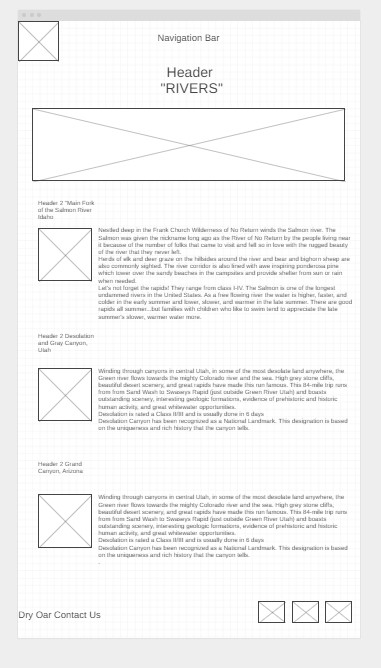 Navigation Bar
Header
"RIVERS"
Header 2 "Main Fork
of the Salmon River
Idaho
Nestled deep in the Frank Church Wilderness of No Return winds the Salmon river. The
Salmon was given the nickname long ago as the River of No Return by the people living near
it because of the number of folks that came to visit and fell so in love with the rugged beauty
of the river that they never left.
Herds of elk and deer graze on the hillsides around the river and bear and bighorn sheep are
also commonly sighted. The river corridor is also lined with awe inspiring ponderosa pine
which tower over the sandy beaches in the campsites and provide shelter from sun or rain
when needed.
Let's not forget the rapids! They range from class I-IV. The Salmon is one of the longest
undammed rivers in the United States. As a free flowing river the water is higher, faster, and
colder in the early summer and lower, slower, and warmer in the late summer. There are good
rapids all summer...but families with children who like to swim tend to appreciate the late
summer's slower, warmer water more.
Header 2 Desolation
and Gray Canyon,
Utah
Winding through canyons in central Utah, in some of the most desolate land anywhere, the
Green river flows towards the mighty Colorado river and the sea. High grey stone cliffs,
beautiful desert scenery, and great rapids have made this run famous. This 84-mile trip runs
from from Sand Wash to Swaseys Rapid (just outside Green River Utah) and boasts
outstanding scenery, interesting geologic formations, evidence of prehistoric and historic
human activity, and great whitewater opportunities.
Desolation is rated a Class II/III and is usually done in 6 days
Desolation Canyon has been recognized as a National Landmark. This designation is based
on the uniqueness and rich history that the canyon tells.
Header 2 Grand
Canyon, Arizona
Winding through canyons in central Utah, in some of the most desolate land anywhere, the
Green river flows towards the mighty Colorado river and the sea. High grey stone cliffs,
beautiful desert scenery, and great rapids have made this run famous. This 84-mile trip runs
from from Sand Wash to Swaseys Rapid (just outside Green River Utah) and boasts
outstanding scenery, interesting geologic formations, evidence of prehistoric and historic
human activity, and great whitewater opportunities.
Desolation is rated a Class II/III and is usually done in 6 days
Desolation Canyon has been recognized as a National Landmark. This designation is based
on the uniqueness and rich history that the canyon tells.
Dry Oar Contact Us